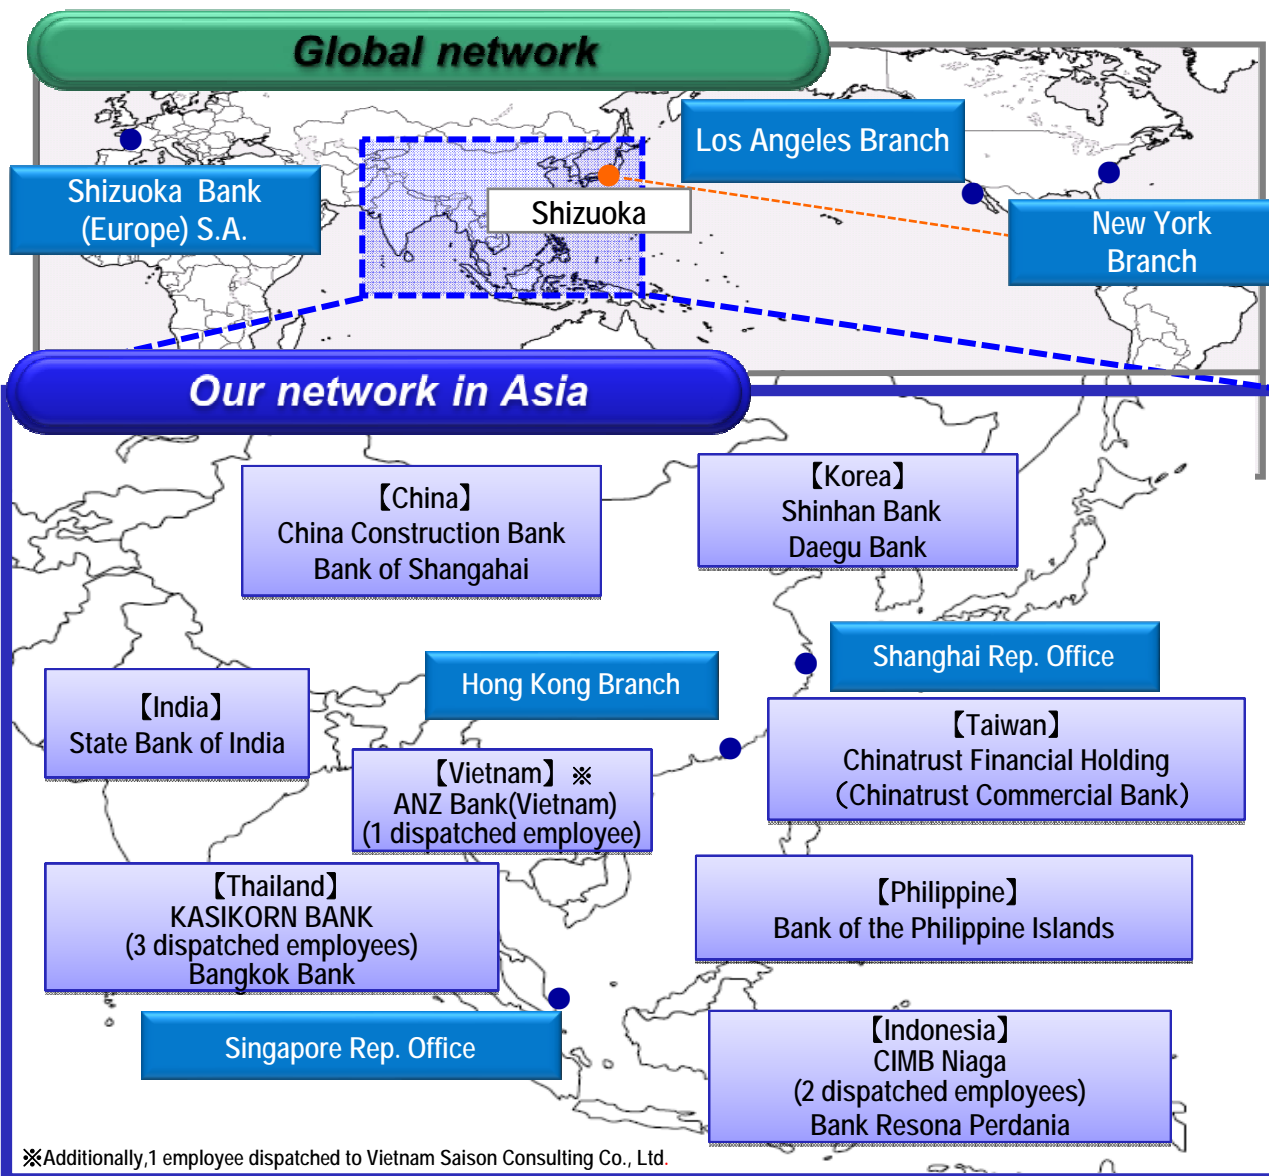 Global network
Los Angeles Branch
Shizuoka Bank
(Europe) S.A.
Shizuoka
New York
Branch
Our network in Asia
【China】
China Construction Bank
Bank of Shangahai
【Korea】
Shinhan Bank
Daegu Bank
Shanghai Rep. Office
Hong Kong Branch
【India】
State Bank of India
【Taiwan】
Chinatrust Financial Holding
（Chinatrust Commercial Bank）
【Vietnam】 ※
ANZ Bank(Vietnam)
(1 dispatched employee)
【Thailand】
KASIKORN BANK
(3 dispatched employees)
Bangkok Bank
【Philippine】
Bank of the Philippine Islands
Singapore Rep. Office
【Indonesia】
CIMB Niaga
(2 dispatched employees)
Bank Resona Perdania
※Additionally,1 employee dispatched to Vietnam Saison Consulting Co., Ltd.